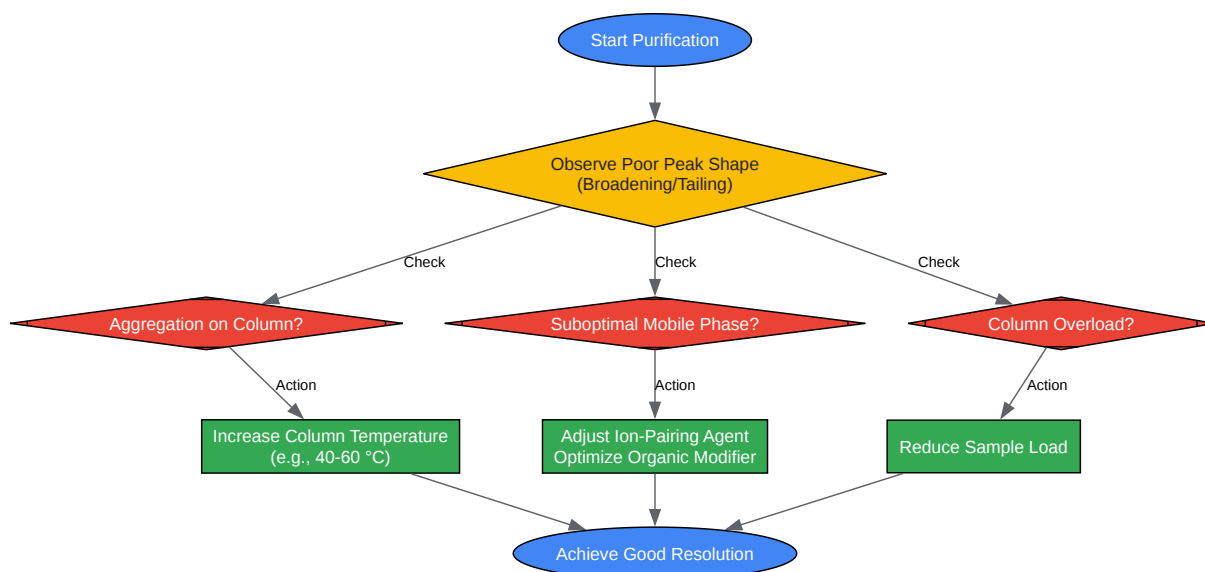 Start Purification
Observe Poor Peak Shape
(Broadening/Tailing)
Check
Check
Check
Aggregation on Column?
Suboptimal Mobile Phase?
Column Overload?
Action
Action
Action
Increase Column Temperature
(e.g., 40-60 °C)
Adjust Ion-Pairing Agent
Optimize Organic Modifier
Reduce Sample Load
Achieve Good Resolution